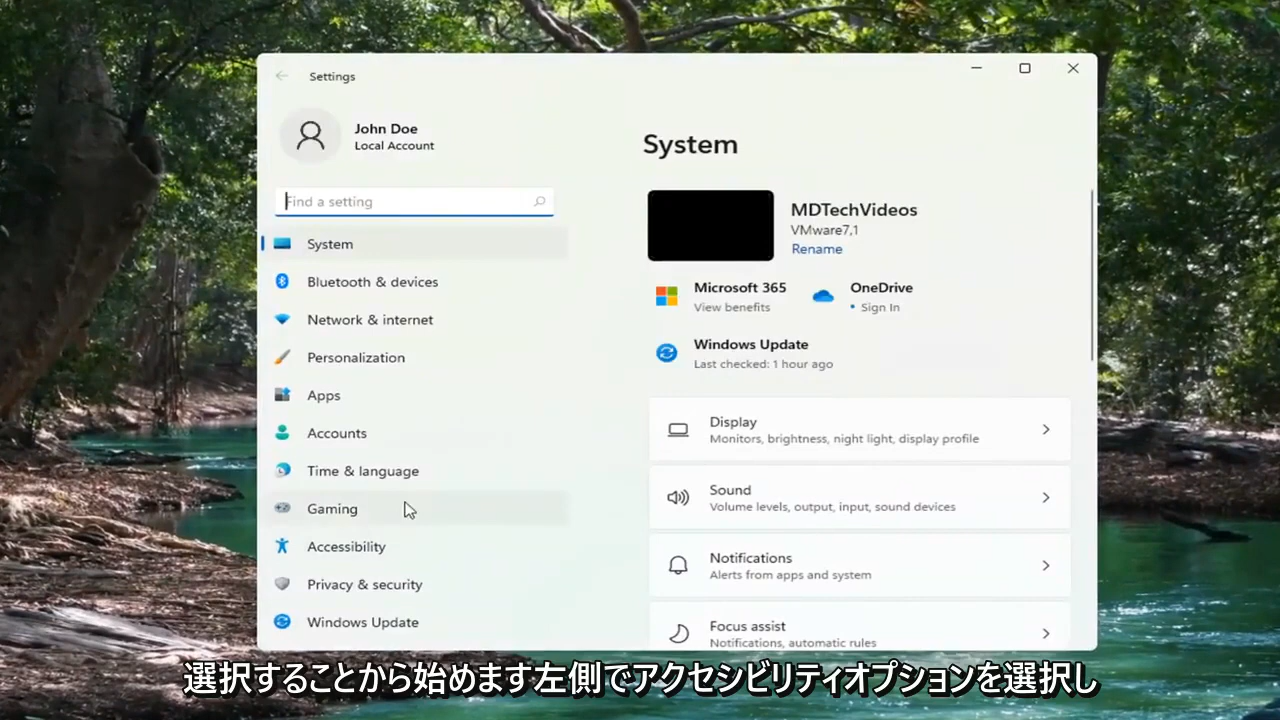 Settings
John Doe
Local Account
Find a setting
System
Bluetooth & devices
Network & internet
Personalization
Apps
Accounts
Time & language
Gaming
Accessibility
Privacy & security
Windows Update
System
MDTechVideos
VMware7,1
Rename
Microsoft 365
View benefits
OneDrive
• Sign In
Windows Update
Last checked: 1 hour ago
Display
Monitors, brightness, night light, display profile
Sound
Volume levels, output, input, sound devices
Notifications
Alerts from apps and system
Focus assist
Notifications, automatic rules
選択することから始めます左側でアクセシビリティオプションを選択し